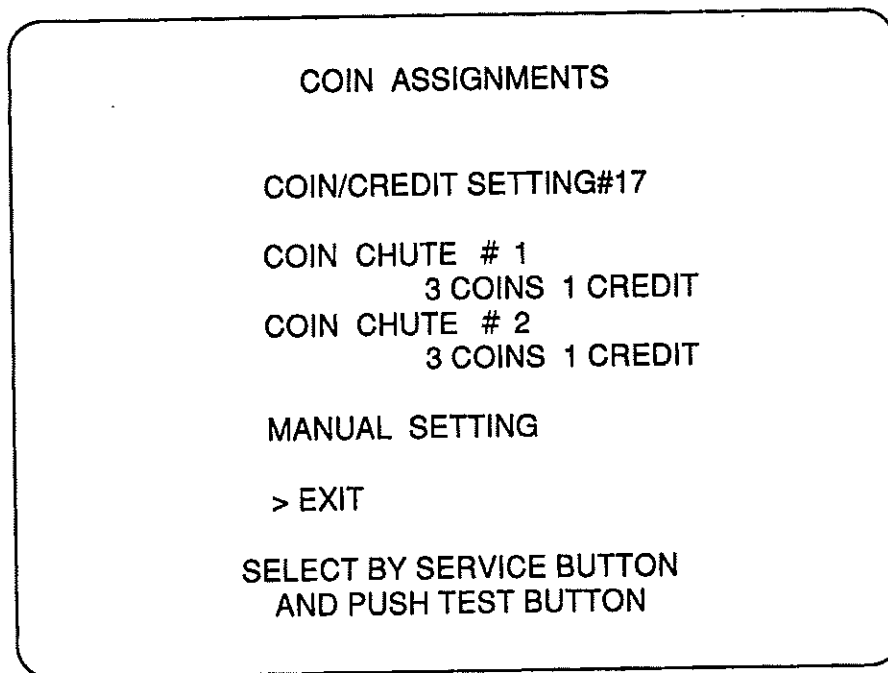 COIN ASSIGNMENTS
COIN/CREDIT SETTING#17
COIN CHUTE # 1
3 COINS 1 CREDIT
COIN CHUTE # 2
3 COINS 1 CREDIT
MANUAL SETTING
> EXIT
SELECT BY SERVICE BUTTON
AND PUSH TEST BUTTON